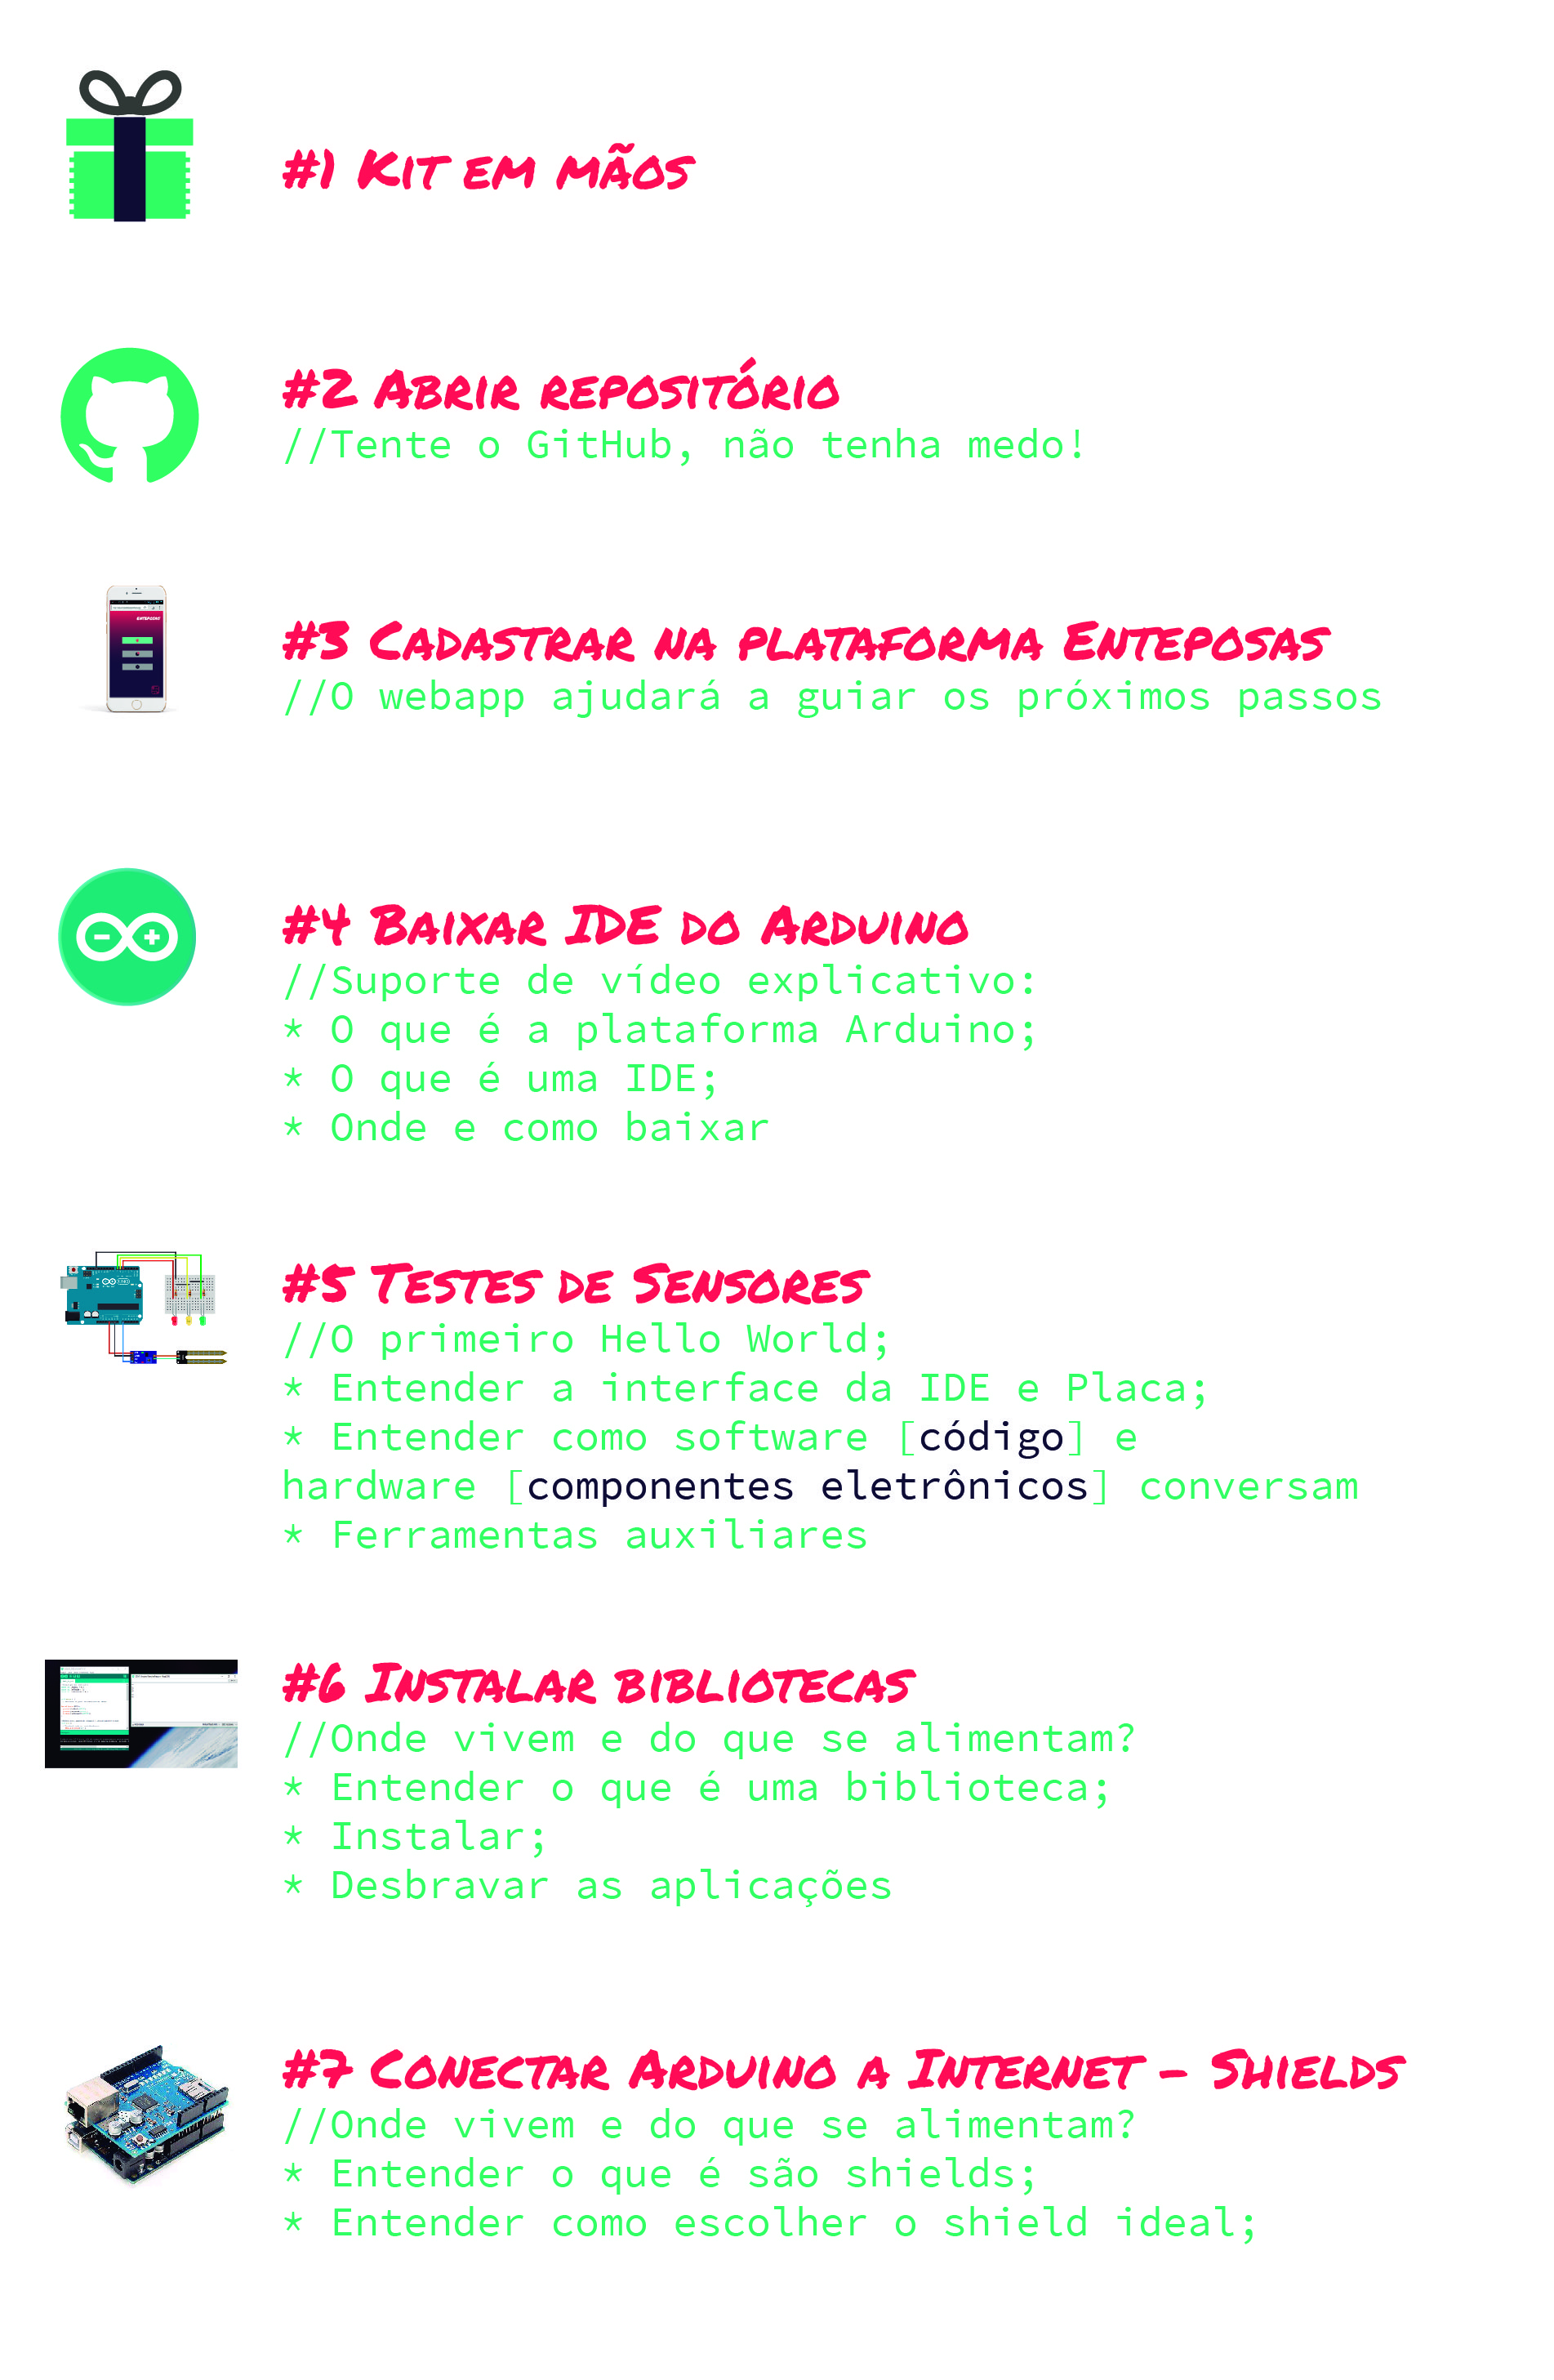 #1 Kit em mãos
#2 Abrir repositório
//Tente o GitHub, não tenha medo!
ENTEPOSAS
#3 Cadastrar na plataforma Enteposas
//O webapp ajudará a guiar os próximos passos
#4 Baixar IDE do Arduino
//Suporte de vídeo explicativo:
* O que é a plataforma Arduino;
* O que é uma IDE;
* Onde e como baixar
#5 Testes de Sensores
//O primeiro Hello World;
* Entender a interface da IDE e Placa;
* Entender como software [código] e
hardware [componentes eletrônicos] conversam
* Ferramentas auxiliares
#6 Instalar bibliotecas
//Onde vivem e do que se alimentam?
* Entender o que é uma biblioteca;
* Instalar;
* Desbravar as aplicações
#7 Conectar Arduino a Internet - Shields
//Onde vivem e do que se alimentam?
* Entender o que é são shields;
* Entender como escolher o shield ideal;